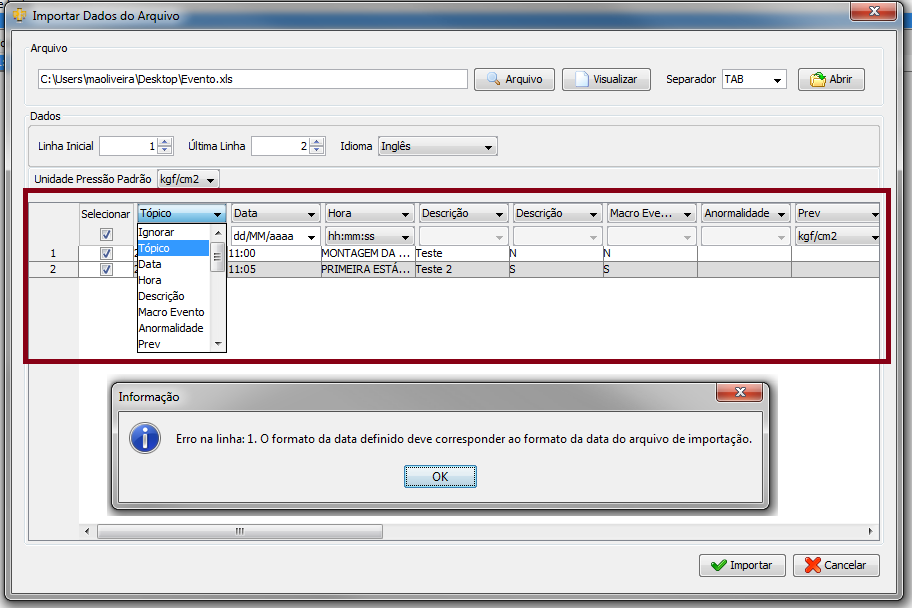 Importar Dados do Arquivo
Arquivo
C:\Users\maoliveira\Desktop\Evento.xls Arquivo Visualizar Separador TAB Abrir
Dados
Linha Inicial 1 Última Linha 2 Idioma Inglês
Unidade Pressão Padrão kgf/cm2
Selecionar Tópico Data Hora Descrição Descrição Macro Eve... Anormalidade Prev
Ignorar dd/MM/aaaa hh:mm:ss kgf/cm2
1 2 11:00 MONTAGEM DA ... Teste N N
2 2 11:05 PRIMEIRA ESTÁ... Teste 2 S S
Tópico
Data
Hora
Descrição
Macro Evento
Anormalidade
Prev
Informação
Erro na linha: 1. O formato da data definido deve corresponder ao formato da data do arquivo de importação.
OK
Importar Cancelar